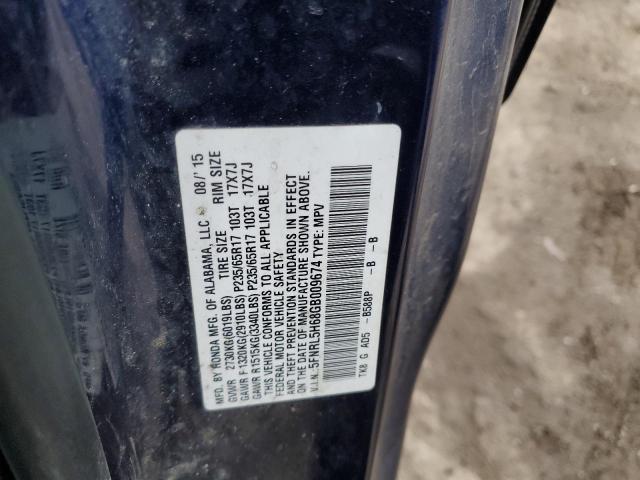 MFD. BY HONDA MFG. OF ALABAMA, LLC 08/'15
TIRE SIZE RIM SIZE
GVWR 2730KG(6019LBS)
GAWR F1320KG(2910LBS) P235/65R17 103T 17X7J
GAWR R1515KG(3340LBS) P235/65R17 103T 17X7J
THIS VEHICLE CONFORMS TO ALL APPLICABLE
FEDERAL MOTOR VEHICLE SAFETY
AND THEFT PREVENTION STANDARDS IN EFFECT
ON THE DATE OF MANUFACTURE SHOWN ABOVE.
V.I.N.:5FNRL5H68GB009674 TYPE: MPV
TK8 G AD5 -B588P -B -B